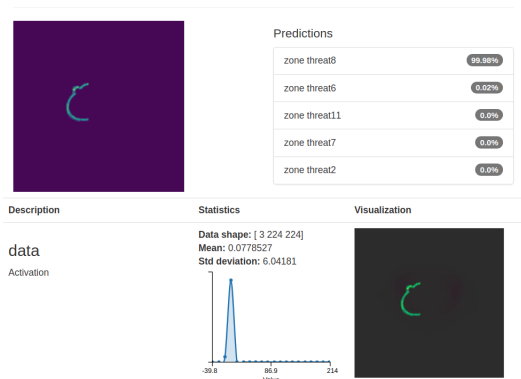 Predictions
zone threat8 99.98%
zone threat6 0.02%
zone threat11 0.0%
zone threat7 0.0%
zone threat2 0.0%
Description Statistics Visualization
data
Activation
Data shape: [ 3 224 224]
Mean: 0.0778527
Std deviation: 6.04181
-39.8 86.9 214
Value